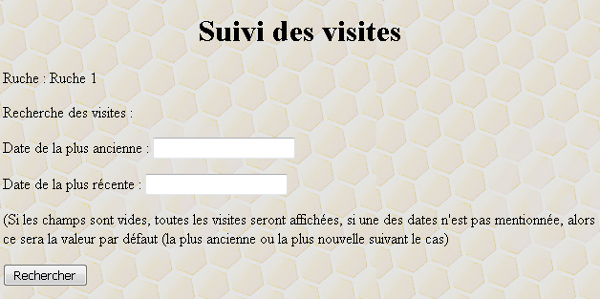 Suivi des visites
Ruche : Ruche 1
Recherche des visites :
Date de la plus ancienne :
Date de la plus récente :
(Si les champs sont vides, toutes les visites seront affichées, si une des dates n'est pas mentionnée, alors
ce sera la valeur par défaut (la plus ancienne ou la plus nouvelle suivant le cas)
Rechercher